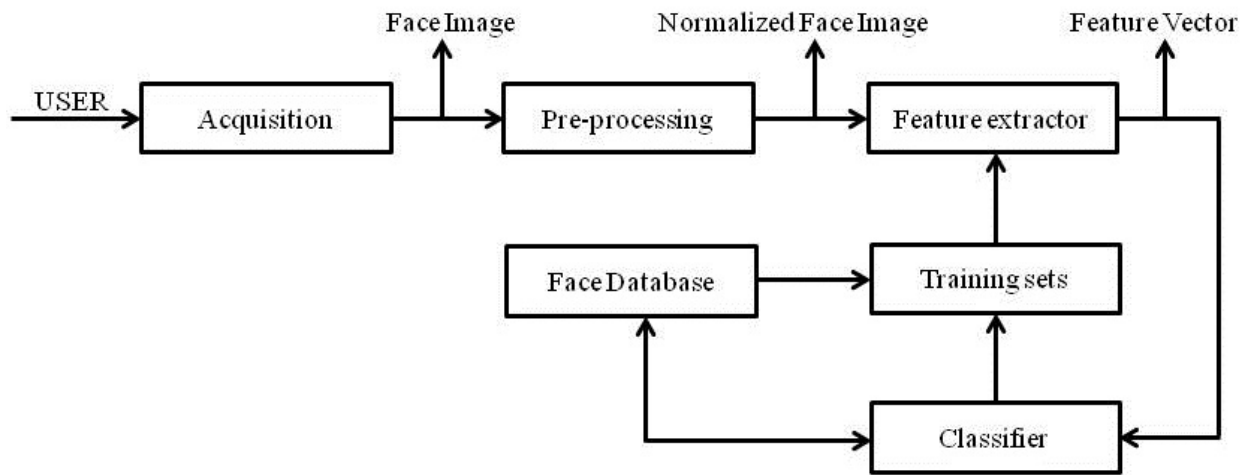 Face Image
Normalized Face Image
Feature Vector
USER
Acquisition
Pre-processing
Feature extractor
Face Database
Training sets
Classifier